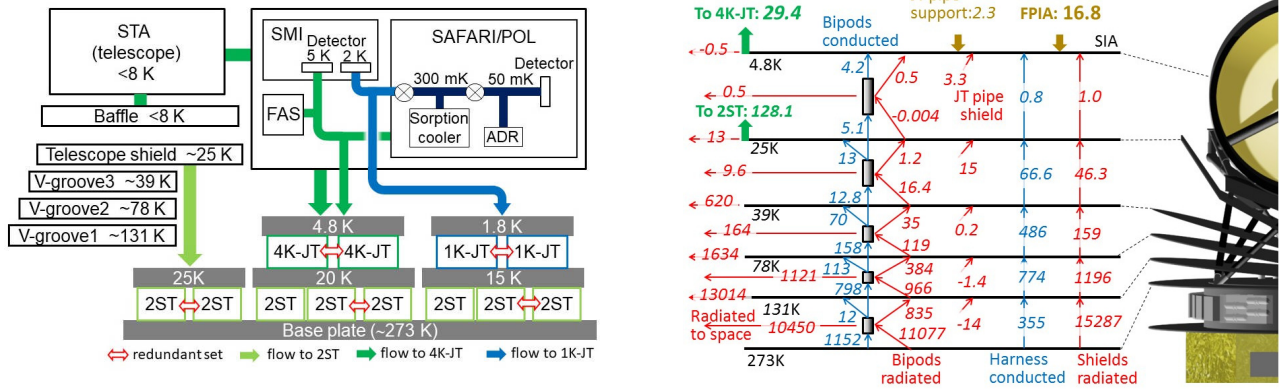 STA
(telescope)
<8 K
Baffle <8 K
Telescope shield ~25 K
V-groove3 ~39 K
V-groove2 ~78 K
V-groove1 ~131 K
SMI
Detector
5 K
2 K
FAS
SAFARI/POL
Detector
300 mK
50 mK
Sorption
cooler
ADR
4.8 K
1.8 K
4K-JT
4K-JT
1K-JT
1K-JT
25K
20 K
15 K
2ST
2ST
2ST
2ST
2ST
2ST
2ST
2ST
Base plate (~273 K)
redundant set
flow to 2ST
flow to 4K-JT
flow to 1K-JT
To 4K-JT: 29.4
Bipods
conducted
support:2.3
FPIA: 16.8
SIA
-0.5
4.8K
4.2
0.5
3.3
0.8
1.0
JT pipe
shield
0.5
-0.004
To 2ST: 128.1
5.1
13
25K
13
1.2
15
66.6
46.3
9.6
16.4
12.8
620
39K
70
35
0.2
486
159
164
119
158
1634
78K
113
384
-1.4
774
1196
1121
966
798
13014
131K
12
835
-14
355
15287
Radiated
to space
10450
11077
1152
273K
Bipods
radiated
Harness
conducted
Shields
radiated